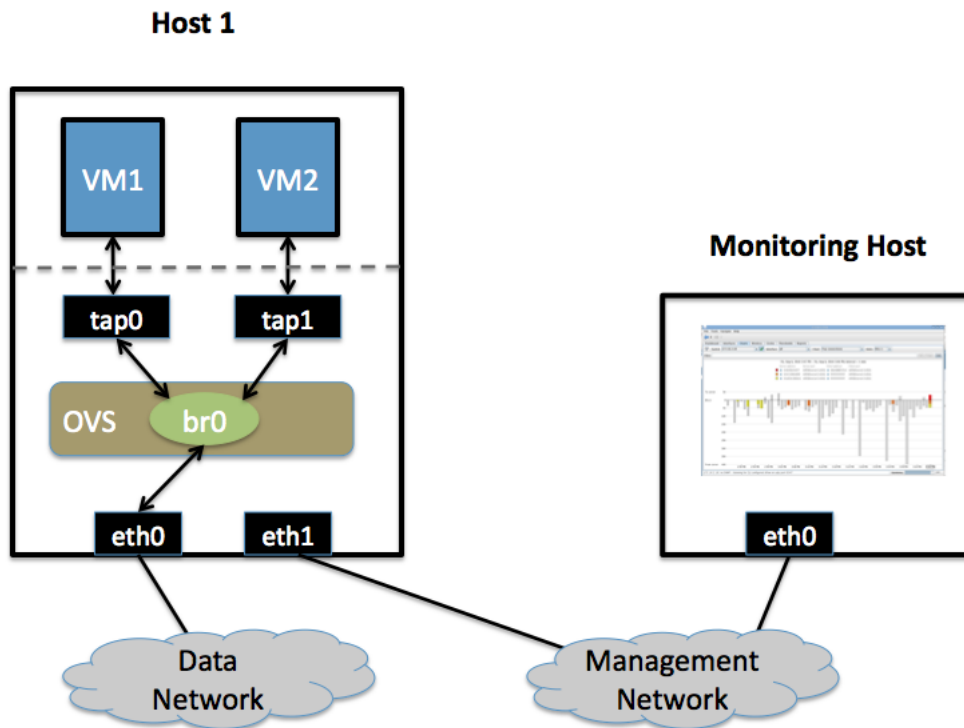 Host 1
VM1
VM2
Monitoring Host
tap0
tap1
OVS
br0
eth0
eth1
eth0
Data
Network
Management
Network